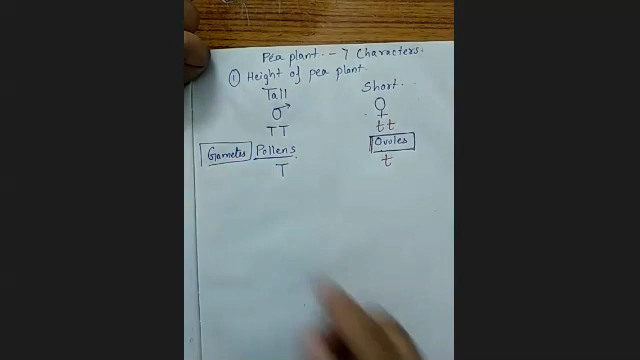 Pea plant. - 7 Characters.
① Height of pea plant
Tall Short.
♂ ♀
TT tt
Gametes Pollens Ovules
T t